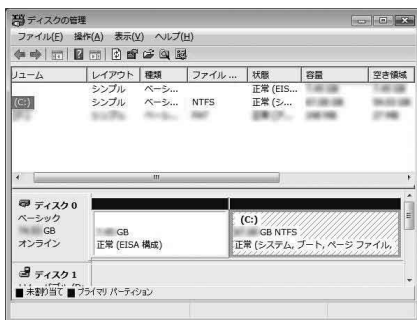 ディスクの管理
ファイル(F) 操作(A) 表示(V) ヘルプ(H)
リューム レイアウト 種類 ファイル ... 状態 容量 空き領域
シンプル ベーシ... 正常 (EIS...
(C:) シンプル ベーシ... NTFS 正常 (シ...
ディスク 0
ベーシック
GB
オンライン
GB
正常 (EISA 構成)
(C:)
GB NTFS
正常 (システム, ブート, ページ ファイル,
ディスク 1
未割り当て プライマリ パーティション